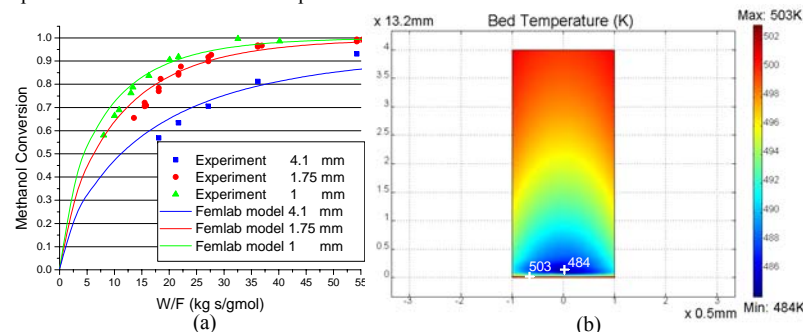 Methanol Conversion
1.0
0.9
0.8
0.7
0.6
0.5
0.4
0.3
0.2
0.1
0.0
Experiment 4.1 mm
Experiment 1.75 mm
Experiment 1 mm
Femlab model 4.1 mm
Femlab model 1.75 mm
Femlab model 1 mm
0 5 10 15 20 25 30 35 40 45 50 55
W/F (kg s/gmol)
(a)
x 13.2mm
Bed Temperature (K)
Max: 503K
4
3.5
3
2.5
2
1.5
1
0.5
0
503
484
-3 -2 -1 0 1 2 3
x 0.5mm
502
500
498
496
494
492
490
488
486
Min: 484K
(b)